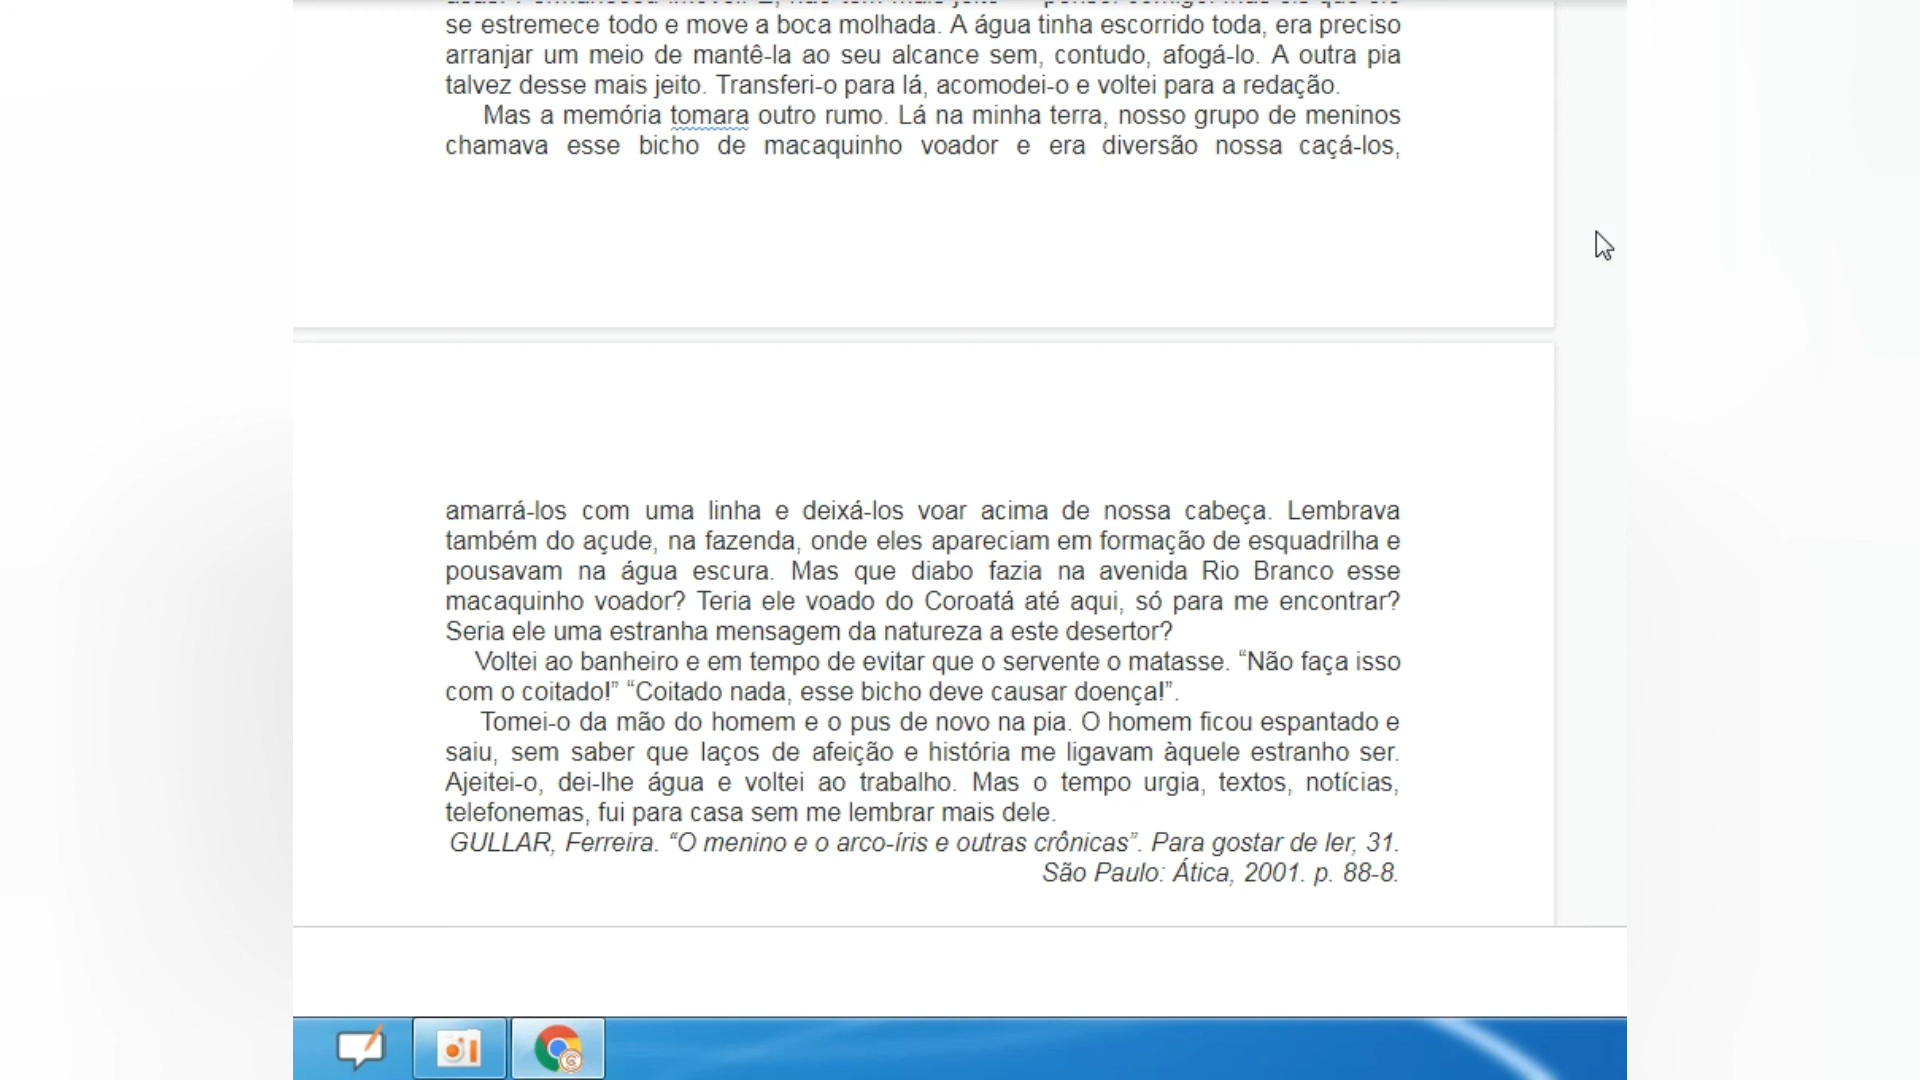 se estremece todo e move a boca molhada. A água tinha escorrido toda, era preciso
arranjar um meio de mantê-la ao seu alcance sem, contudo, afogá-lo. A outra pia
talvez desse mais jeito. Transferi-o para lá, acomodei-o e voltei para a redação.
Mas a memória tomara outro rumo. Lá na minha terra, nosso grupo de meninos
chamava esse bicho de macaquinho voador e era diversão nossa caçá-los,
amarrá-los com uma linha e deixá-los voar acima de nossa cabeça. Lembrava
também do açude, na fazenda, onde eles apareciam em formação de esquadrilha e
pousavam na água escura. Mas que diabo fazia na avenida Rio Branco esse
macaquinho voador? Teria ele voado do Coroatá até aqui, só para me encontrar?
Seria ele uma estranha mensagem da natureza a este desertor?
Voltei ao banheiro e em tempo de evitar que o servente o matasse. “Não faça isso
com o coitado!” “Coitado nada, esse bicho deve causar doença!”.
Tomei-o da mão do homem e o pus de novo na pia. O homem ficou espantado e
saiu, sem saber que laços de afeição e história me ligavam àquele estranho ser.
Ajeitei-o, dei-lhe água e voltei ao trabalho. Mas o tempo urgia, textos, notícias,
telefonemas, fui para casa sem me lembrar mais dele.
GULLAR, Ferreira. “O menino e o arco-íris e outras crônicas”. Para gostar de ler, 31.
São Paulo: Ática, 2001. p. 88-8.